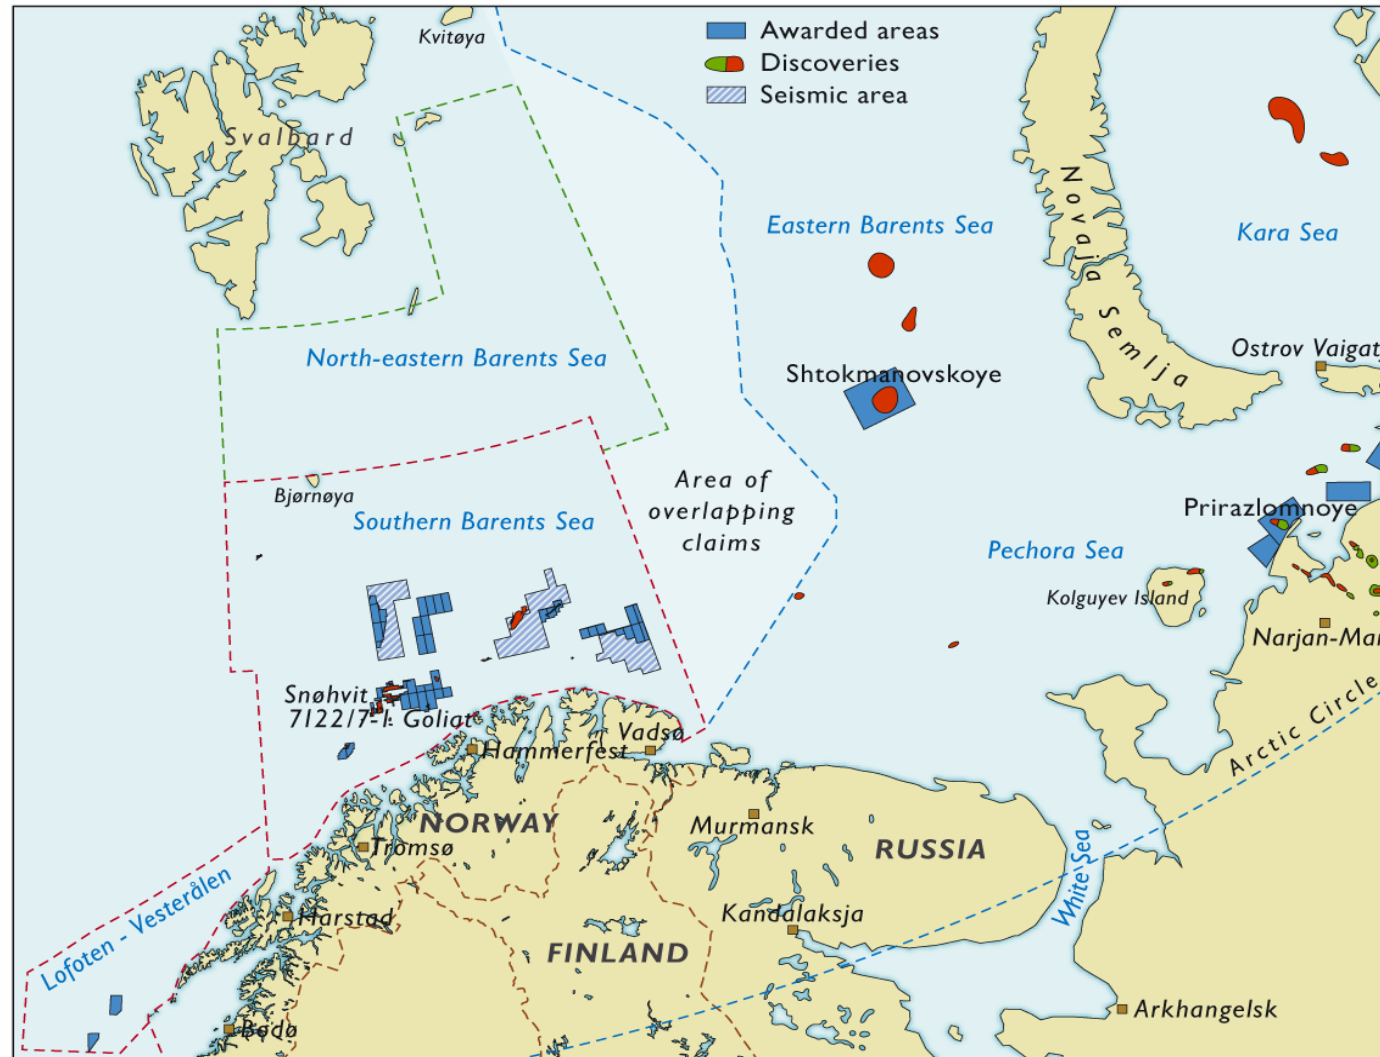 Kvitøya
Awarded areas
Discoveries
Seismic area
Svalbard
Novaja Semlja
Eastern Barents Sea
Kara Sea
North-eastern Barents Sea
Ostrov Vaigatj
Shtokmanovskoye
Area of
overlapping
claims
Bjørnøya
Southern Barents Sea
Prirazlomnoye
Pechora Sea
Kolguyev Island
Narjan-Mar
Snøhvit
7122/7-1 Goliat
Vadsø
Hammerfest
Arctic Circle
NORWAY
Murmansk
Tromsø
RUSSIA
White Sea
Lofoten - Vesterålen
Harstad
Kandalaksja
FINLAND
Bodø
Arkhangelsk